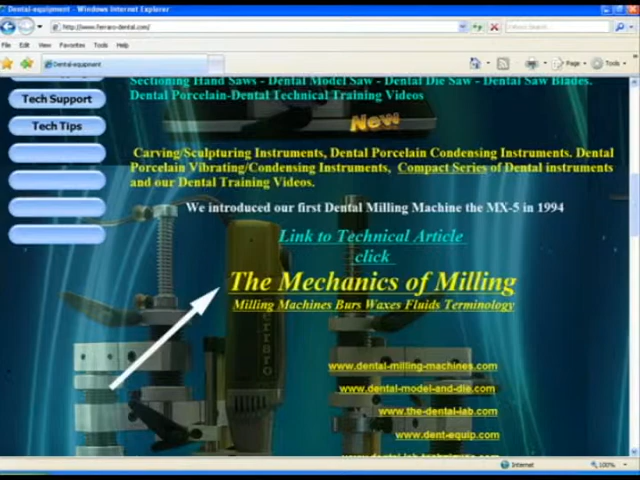 Dental-equipment - Windows Internet Explorer
http://www.ferraro-dental.com/
File Edit View Favorites Tools Help
Dental-equipment
Page Tools
Sectioning Hand Saws - Dental Model Saw - Dental Die Saw - Dental Saw Blades.
Dental Porcelain-Dental Technical Training Videos
Tech Support
New
Tech Tips
Carving/Sculpturing Instruments, Dental Porcelain Condensing Instruments. Dental
Porcelain Vibrating/Condensing Instruments, Compact Series of Dental instruments
and our Dental Training Videos.
We introduced our first Dental Milling Machine the MX-5 in 1994
Link to Technical Article
click
The Mechanics of Milling
Milling Machines Burs Waxes Fluids Terminology
Ferraro
www.dental-milling-machines.com
www.dental-model-and-die.com
www.the-dental-lab.com
www.dent-equip.com
Internet
100%